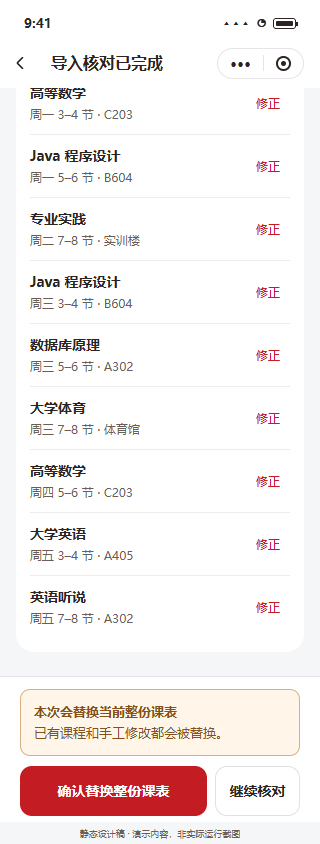 9:41
导入核对已完成
高等数学
周一 3–4 节 · C203
修正
Java 程序设计
周一 5–6 节 · B604
修正
专业实践
周二 7–8 节 · 实训楼
修正
Java 程序设计
周三 3–4 节 · B604
修正
数据库原理
周三 5–6 节 · A302
修正
大学体育
周三 7–8 节 · 体育馆
修正
高等数学
周四 5–6 节 · C203
修正
大学英语
周五 3–4 节 · A405
修正
英语听说
周五 7–8 节 · A302
修正
本次会替换当前整份课表
已有课程和手工修改都会被替换。
确认替换整份课表
继续核对
静态设计稿 · 演示内容，非实际运行截图